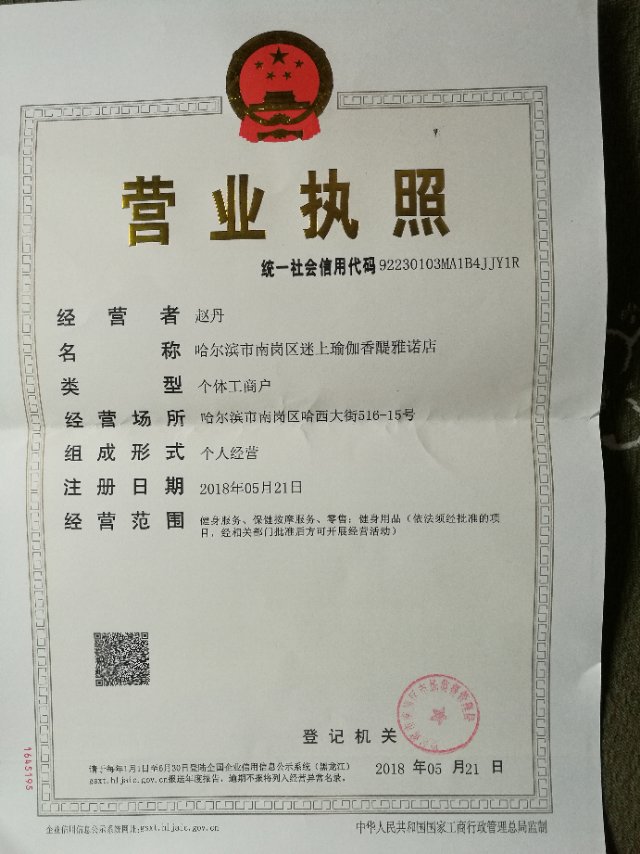 营业执照
统一社会信用代码 92230103MA1B4JJY1R
经营者 赵丹
名称 哈尔滨市南岗区迷上瑜伽香醍雅诺店
类型 个体工商户
经营场所 哈尔滨市南岗区哈西大街516-15号
组成形式 个人经营
注册日期 2018年05月21日
经营范围 健身服务、保健按摩服务、零售：健身用品（依法须经批准的项
目，经相关部门批准后方可开展经营活动）
登记机关
请于每年1月1日至6月30日登陆全国企业信用信息公示系统（黑龙江）
gsxt.hljaic.gov.cn报送年度报告，逾期不报将列入经营异常名录。
2018 年05 月21 日
1645195
企业信用信息公示系统网址:gsxt.hljaic.gov.cn
中华人民共和国国家工商行政管理总局监制